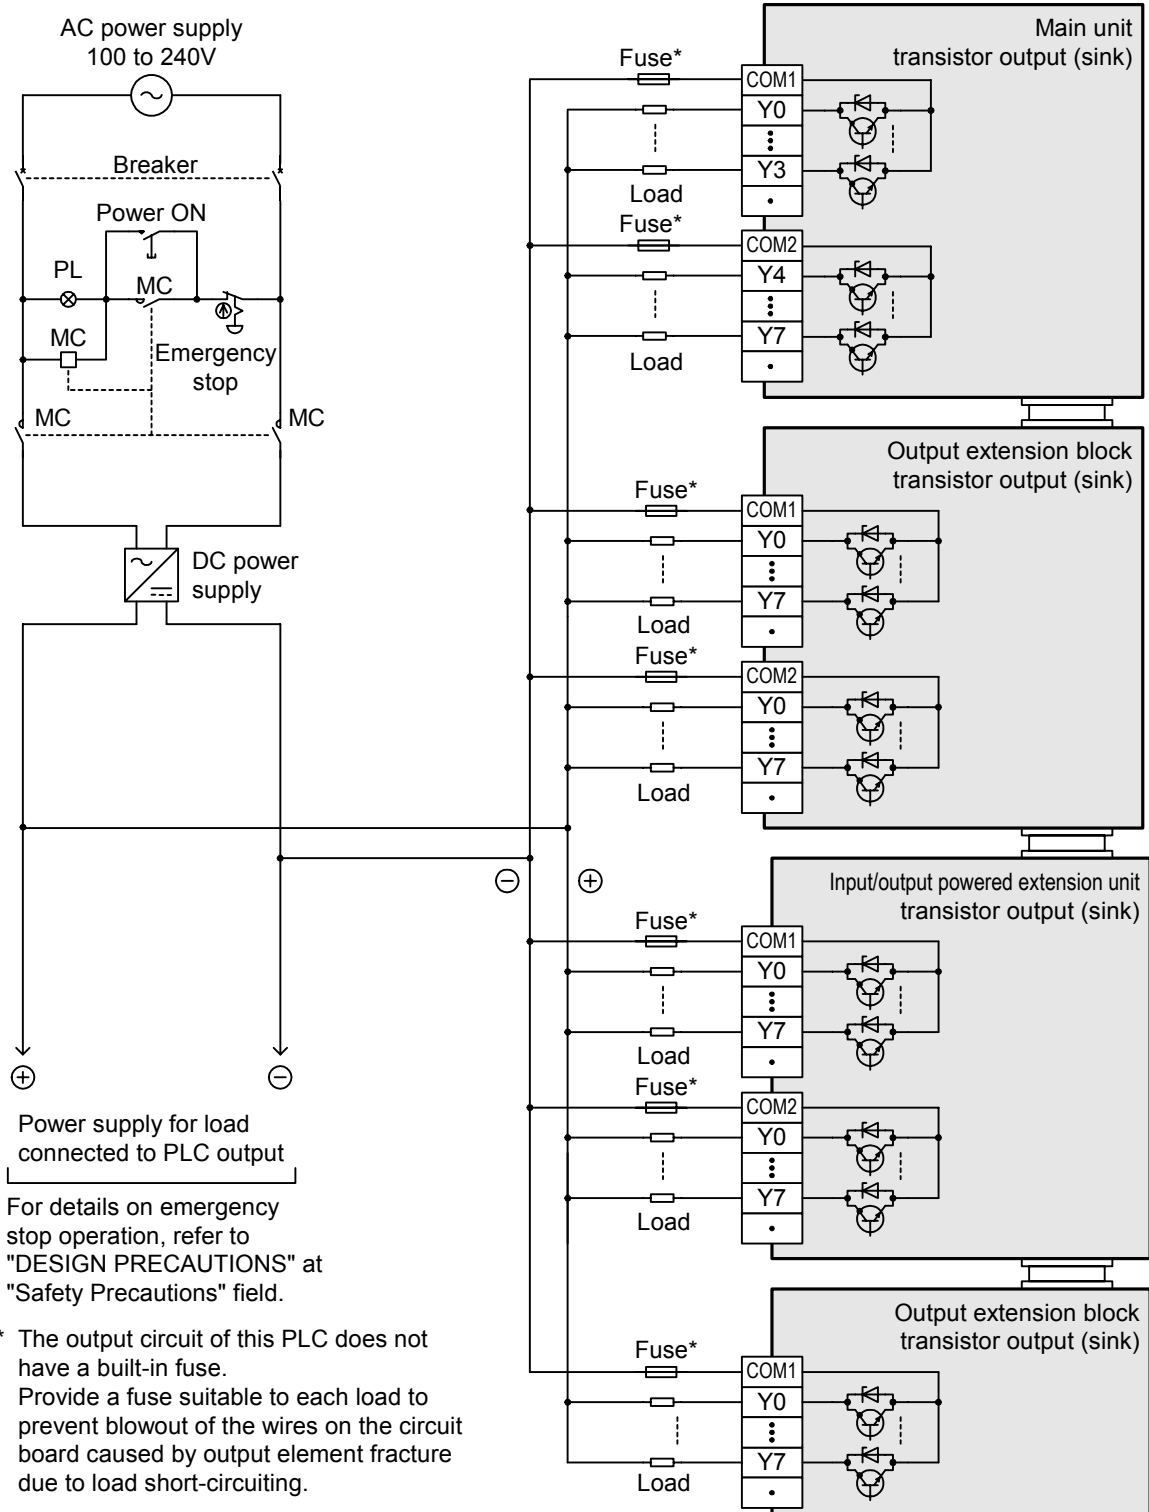 AC power supply
100 to 240V
Breaker
Power ON
PL
MC
MC
Emergency
stop
MC
MC
DC power
supply
Power supply for load
connected to PLC output
For details on emergency
stop operation, refer to
"DESIGN PRECAUTIONS" at
"Safety Precautions" field.
* The output circuit of this PLC does not
have a built-in fuse.
Provide a fuse suitable to each load to
prevent blowout of the wires on the circuit
board caused by output element fracture
due to load short-circuiting.
Main unit
transistor output (sink)
Fuse*
COM1
Y0
Y3
Load
Fuse*
COM2
Y4
Y7
Load
Output extension block
transistor output (sink)
Fuse*
COM1
Y0
Y7
Load
Fuse*
COM2
Y0
Y7
Load
Input/output powered extension unit
transistor output (sink)
Fuse*
COM1
Y0
Y7
Load
Fuse*
COM2
Y0
Y7
Load
Output extension block
transistor output (sink)
Fuse*
COM1
Y0
Y7
Load